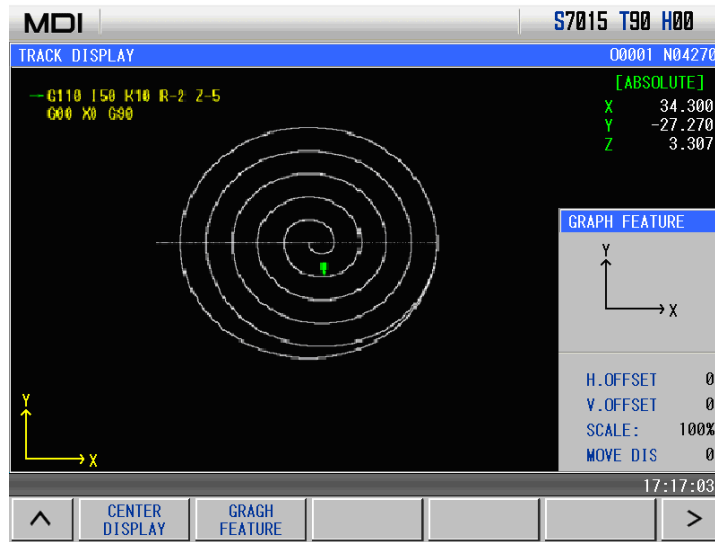 MDI
S7015 T90 H00
TRACK DISPLAY
O0001 N04270
G110 I50 K10 R-2 Z-5
G00 X0 G90
[ABSOLUTE]
X 34.300
Y -27.270
Z 3.307
GRAPH FEATURE
Y
X
H.OFFSET 0
V.OFFSET 0
SCALE: 100%
MOVE DIS 0
Y
X
17:17:03
CENTER
DISPLAY
GRAGH
FEATURE
>